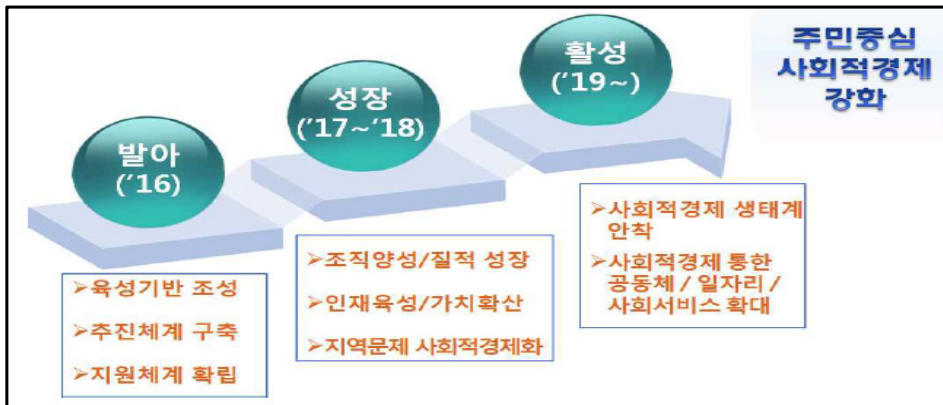 주민중심
사회적경제
강화
발아
('16)
➢육성기반 조성
➢추진체계 구축
➢지원체계 확립
성장
('17~'18)
➢조직양성/질적 성장
➢인재육성/가치확산
➢지역문제 사회적경제화
활성
('19~)
➢사회적경제 생태계
안착
➢사회적경제 통한
공동체 / 일자리 /
사회서비스 확대